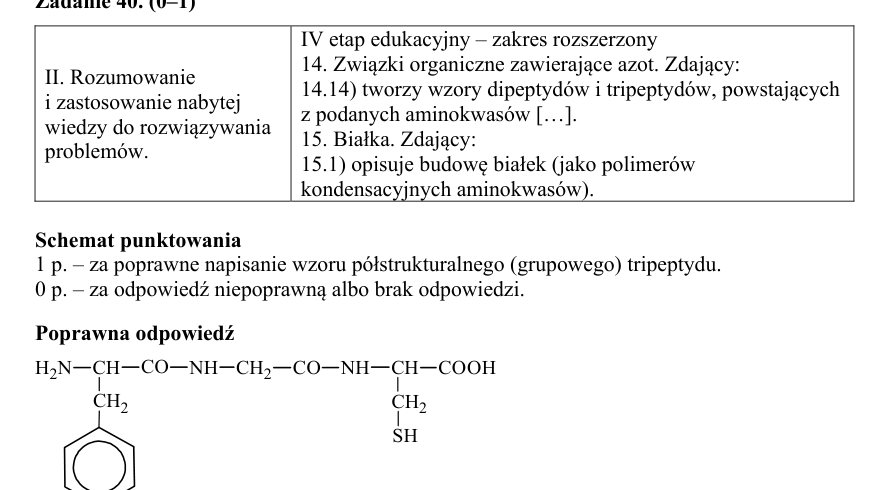 Zadanie 40. (0–1)
II. Rozumowanie
i zastosowanie nabytej
wiedzy do rozwiązywania
problemów.
IV etap edukacyjny – zakres rozszerzony
14. Związki organiczne zawierające azot. Zdający:
14.14) tworzy wzory dipeptydów i tripeptydów, powstających
z podanych aminokwasów […].
15. Białka. Zdający:
15.1) opisuje budowę białek (jako polimerów
kondensacyjnych aminokwasów).
Schemat punktowania
1 p. – za poprawne napisanie wzoru półstrukturalnego (grupowego) tripeptydu.
0 p. – za odpowiedź niepoprawną albo brak odpowiedzi.
Poprawna odpowiedź
H₂N—CH—CO—NH—CH₂—CO—NH—CH—COOH
CH₂ CH₂
SH